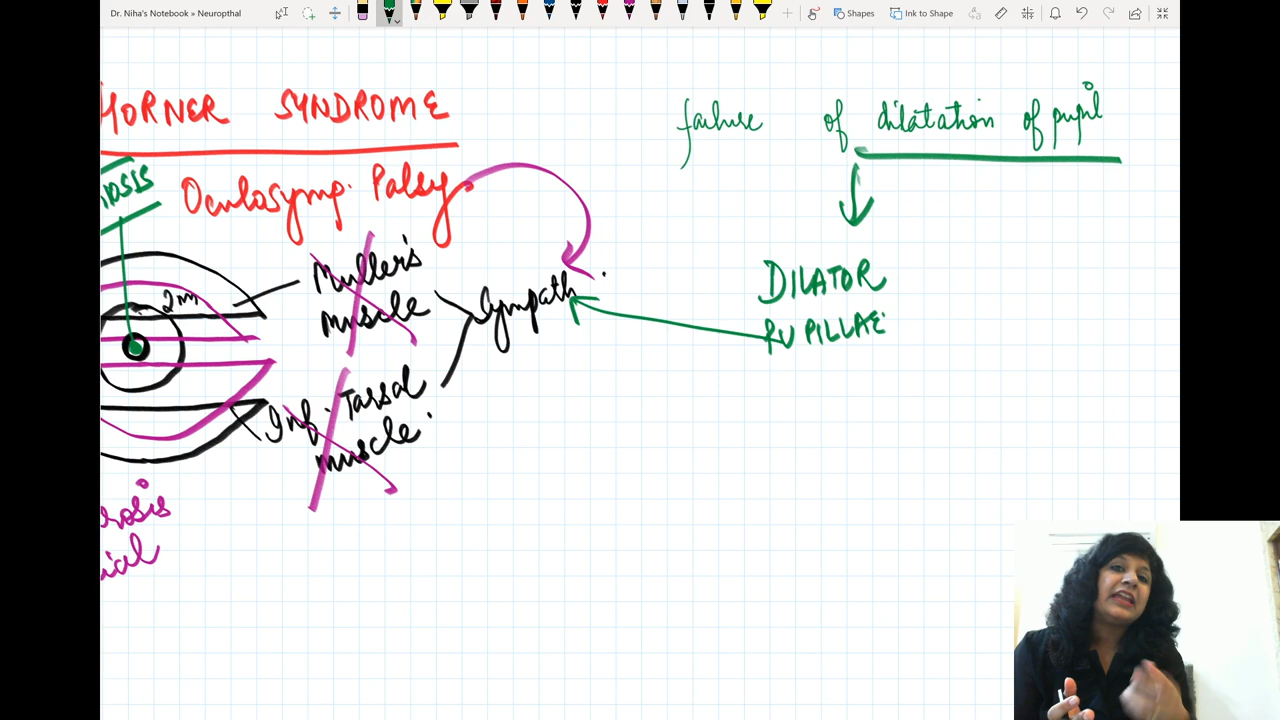 Dr. Niha's Notebook » Neuropthal
Shapes
Ink to Shape
HORNER SYNDROME
Oculosymp. Palsy
failure of dilatation of pupil
2mm
Muller's
muscle
Sympath.
Inf. Tarsal
muscle
DILATOR
PUPILLAE